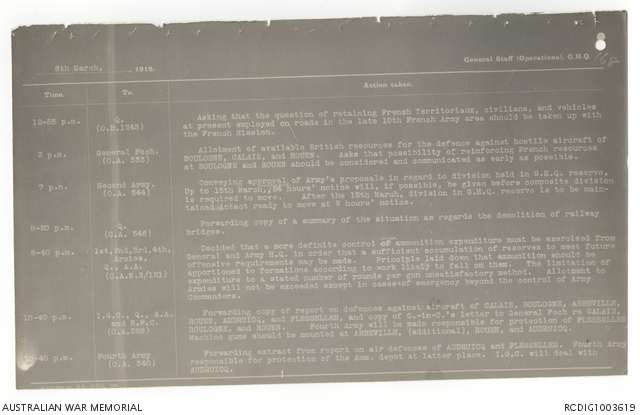 168
8th March, 1918.
General Staff (Operations), G.H.Q.
Time.
To.
Action taken.
12-55 p.m.
Q.
(O.B.1243)
Asking that the question of retaining French Territoriaux, civilians, and vehicles
at present employed on roads in the late 10th French Army area should be taken up with
the French Mission.
2 p.m.
General Foch.
(O.A. 533)
Allotment of available British resources for the defence against hostile aircraft of
BOULOGNE, CALAIS, and ROUEN. Asks that possibility of reinforcing French resources
at BOULOGNE and ROUEN should be considered and communicated as early as possible.
7 p.m.
Second Army.
(O.A. 544)
Conveying approval of Army's proposals in regard to division held in G.H.Q. reserve.
Up to 15th March, 24 hours' notice will, if possible, be given before composite division
is required to move. After the 15th March, division in G.H.Q. reserve is to be main-
tained intact ready to move at 9 hours' notice.
Q.
(O.A. 546)
Forwarding copy of a summary of the situation as regards the demolition of railway
bridges.
8-40 p.m.
1st, 2nd, 3rd, 4th.
Armies,
Q., A.A.
Decided that a more definite control of ammunition expenditure must be exercised from
General and Army H.Q. in order that a sufficient accumulation of reserves to meet future
offensive requirements may be made. Principle laid down that ammunition should be
apportioned to formations according to work likely to fall on them. The limitation of
expenditure to a stated number of rounds per gun unsatisfactory method. Allotment to
Armies will not be exceeded except in cases of emergency beyond the control of Army
Commanders.
10-40 p.m.
I.G.C., Q., A.A.
and R.F.C.
Forwarding copy of report on defences against aircraft of CALAIS, BOULOGNE, ABBEVILLE,
ROUEN, AUDRUICQ, and FLESSELLES, and copy of C.-in-C.'s letter to General Foch re CALAIS,
BOULOGNE, and ROUEN. Fourth Army will be made responsible for protection of FLESSELLES
Machine guns should be mounted at ABBEVILLE, (additional), ROUEN, and AUDRUICQ.
10-45 p.m.
Fourth Army
(O.A. 540)
Forwarding extract from report on air defences of AUDRUICQ and FLESSELLES. Fourth Army
responsible for protection of the Amm. depot at latter place. I.G.C. will deal with
AUDRUICQ.
AUSTRALIAN WAR MEMORIAL
RCDIG1003619